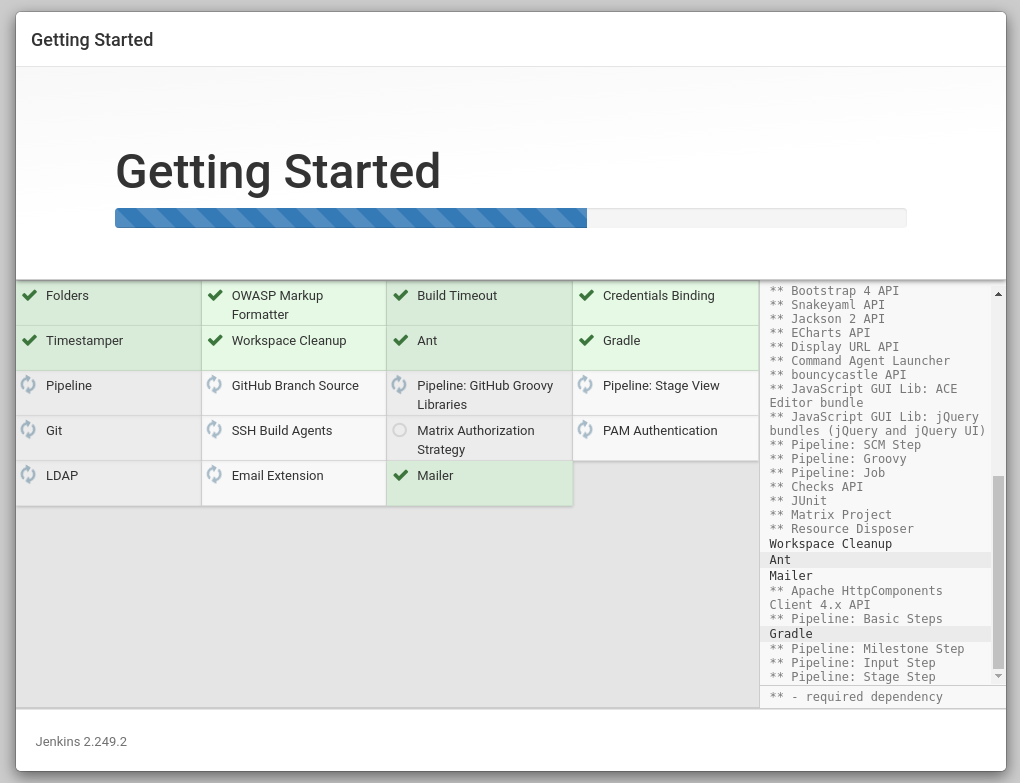 Getting Started
Getting Started
Folders
OWASP Markup
Formatter
Build Timeout
Credentials Binding
Timestamper
Workspace Cleanup
Ant
Gradle
Pipeline
GitHub Branch Source
Pipeline: GitHub Groovy
Libraries
Pipeline: Stage View
Git
SSH Build Agents
Matrix Authorization
Strategy
PAM Authentication
LDAP
Email Extension
Mailer
** Bootstrap 4 API
** Snakeyaml API
** Jackson 2 API
** ECharts API
** Display URL API
** Command Agent Launcher
** bouncycastle API
** JavaScript GUI Lib: ACE
Editor bundle
** JavaScript GUI Lib: jQuery
bundles (jQuery and jQuery UI)
** Pipeline: SCM Step
** Pipeline: Groovy
** Pipeline: Job
** Checks API
** JUnit
** Matrix Project
** Resource Disposer
Workspace Cleanup
Ant
Mailer
** Apache HttpComponents
Client 4.x API
** Pipeline: Basic Steps
Gradle
** Pipeline: Milestone Step
** Pipeline: Input Step
** Pipeline: Stage Step
** - required dependency
Jenkins 2.249.2